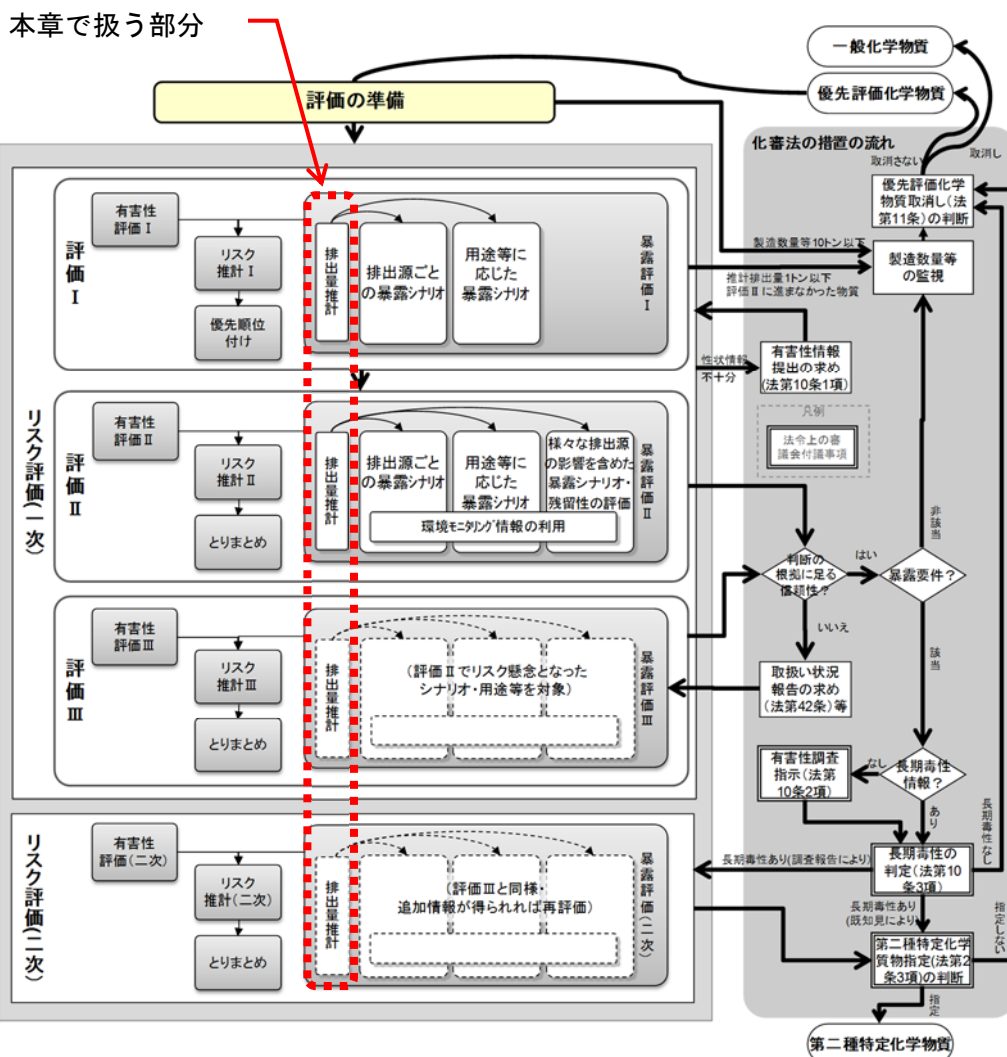 本章で扱う部分
一般化学物質
優先評価化学物質
評価の準備
化審法の措置の流れ
取消さない
取消し
優先評価化学
物質取消し(法
第11条)の判断
製造数量等10トン以下
製造数量等
の監視
推計排出量1トン以下
評価Ⅱに進まなかった物質
性状情報
不十分
有害性情報
提出の求め
(法第10条1項)
凡例
法令上の審
議会付議事項
リスク評価(一次)
評価Ⅰ
有害性
評価Ⅰ
リスク
推計Ⅰ
優先順位
付け
排出量推計
排出源ごと
の暴露シナリオ
用途等に
応じた
暴露シナリオ
暴露評価Ⅰ
評価Ⅱ
有害性
評価Ⅱ
リスク
推計Ⅱ
とりまとめ
排出量推計
排出源ごと
の暴露シナリオ
用途等に
応じた
暴露シナリオ
様々な排出源
の影響を含めた
暴露シナリオ・
残留性の評価
環境モニタリング情報の利用
暴露評価Ⅱ
評価Ⅲ
有害性
評価Ⅲ
リスク
推計Ⅲ
とりまとめ
排出量推計
(評価Ⅱでリスク懸念となった
シナリオ・用途等を対象)
暴露評価Ⅲ
判断の
根拠に足る
信頼性?
はい
いいえ
暴露要件?
非該当
該当
取扱い状況
報告の求め
(法第42条)等
有害性調査
指示(法第
10条2項)
なし
長期毒性
情報?
あり
長期毒性なし
リスク評価(二次)
有害性
評価(二次)
リスク
推計(二次)
とりまとめ
排出量推計
(評価Ⅲと同様・
追加情報が得られれば再評価)
暴露評価(二次)
長期毒性あり(調査報告により)
長期毒性の
判定(法第10
条3項)
長期毒性あり
(既知見により)
指定しない
第二種特定化学
質物指定(法第2
条3項)の判断
指定
第二種特定化学物質